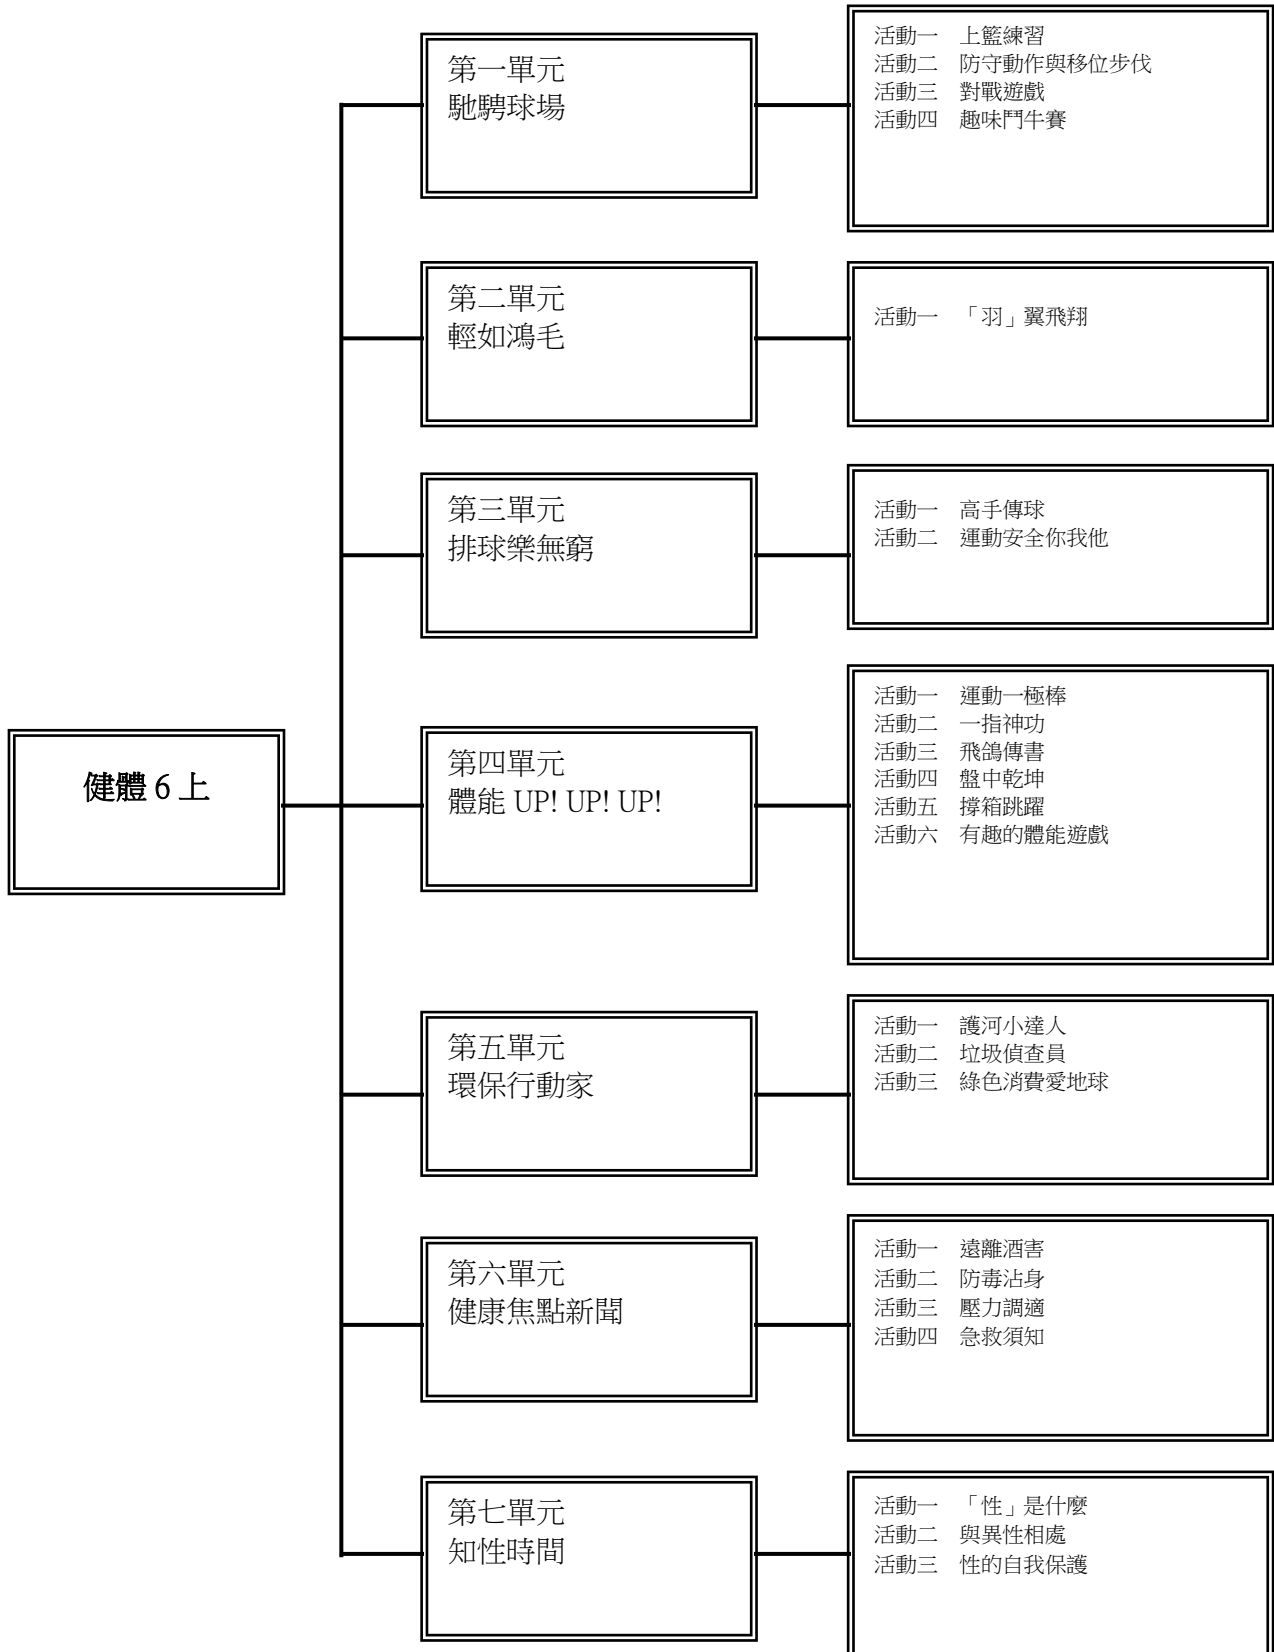 健體 6 上
第一單元
馳騁球場
活動一　上籃練習
活動二　防守動作與移位步伐
活動三　對戰遊戲
活動四　趣味鬥牛賽
第二單元
輕如鴻毛
活動一　「羽」翼飛翔
第三單元
排球樂無窮
活動一　高手傳球
活動二　運動安全你我他
第四單元
體能 UP! UP! UP!
活動一　運動一極棒
活動二　一指神功
活動三　飛鴿傳書
活動四　盤中乾坤
活動五　撐箱跳躍
活動六　有趣的體能遊戲
第五單元
環保行動家
活動一　護河小達人
活動二　垃圾偵查員
活動三　綠色消費愛地球
第六單元
健康焦點新聞
活動一　遠離酒害
活動二　防毒沾身
活動三　壓力調適
活動四　急救須知
第七單元
知性時間
活動一　「性」是什麼
活動二　與異性相處
活動三　性的自我保護